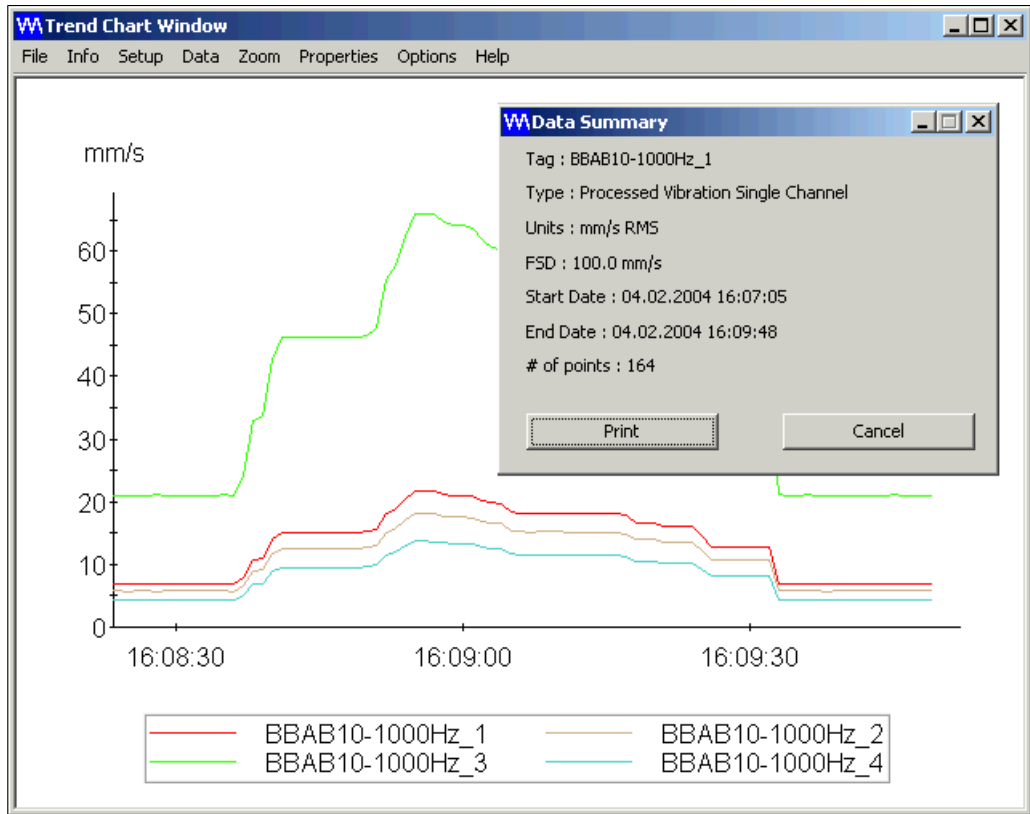 Trend Chart Window
File Info Setup Data Zoom Properties Options Help
mm/s
60
50
40
30
20
10
0
16:08:30 16:09:00 16:09:30
BBAB10-1000Hz_1 BBAB10-1000Hz_2
BBAB10-1000Hz_3 BBAB10-1000Hz_4
Data Summary
Tag : BBAB10-1000Hz_1
Type : Processed Vibration Single Channel
Units : mm/s RMS
FSD : 100.0 mm/s
Start Date : 04.02.2004 16:07:05
End Date : 04.02.2004 16:09:48
# of points : 164
Print Cancel